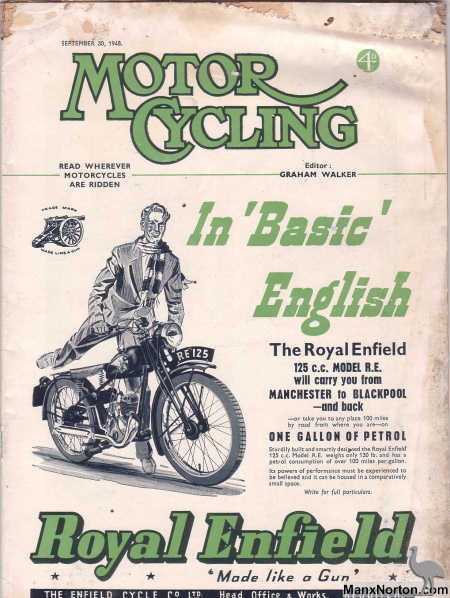 SEPTEMBER 30, 1948.
4D
MOTOR
CYCLING
READ WHEREVER
MOTORCYCLES
ARE RIDDEN
Editor :
GRAHAM WALKER
TRADE MARK
MADE LIKE A GUN
In 'Basic'
English
R.E 125
The Royal Enfield
125 c.c. MODEL R.E.
will carry you from
MANCHESTER to BLACKPOOL
—and back
—or take you to any place 100 miles
by road from where you are—on
ONE GALLON OF PETROL
Sturdily built and smartly designed the Royal Enfield
125 c.c. Model R.E. weighs only 130 lb. and has a
petrol consumption of over 100 miles per gallon.
Its powers of performance must be experienced to
be believed and it can be housed in a comparatively
small space.
Write for full particulars.
Royal Enfield
"Made like a Gun"
THE ENFIELD CYCLE CO LTD. Head Office & Works.
ManxNorton.com